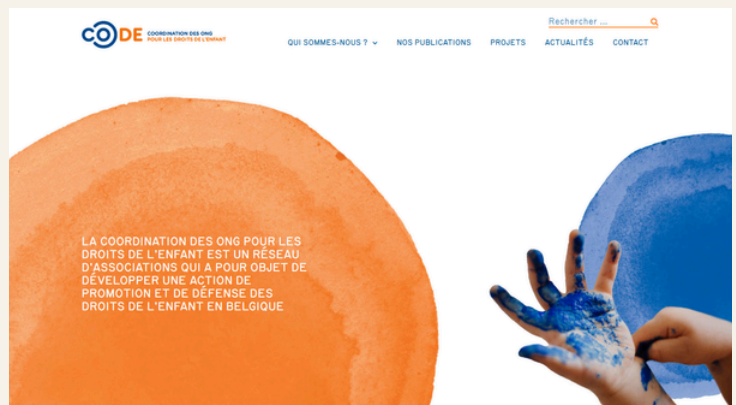 Rechercher ...
CODE
COORDINATION DES ONG
POUR LES DROITS DE L'ENFANT
QUI SOMMES-NOUS ? NOS PUBLICATIONS PROJETS ACTUALITÉS CONTACT
LA COORDINATION DES ONG POUR LES
DROITS DE L'ENFANT EST UN RÉSEAU
D'ASSOCIATIONS QUI A POUR OBJET DE
DÉVELOPPER UNE ACTION DE
PROMOTION ET DE DÉFENSE DES
DROITS DE L'ENFANT EN BELGIQUE